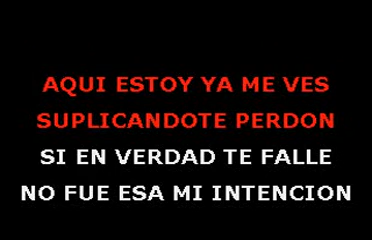 AQUI ESTOY YA ME VES
SUPLICANDOTE PERDON
SI EN VERDAD TE FALLE
NO FUE ESA MI INTENCION